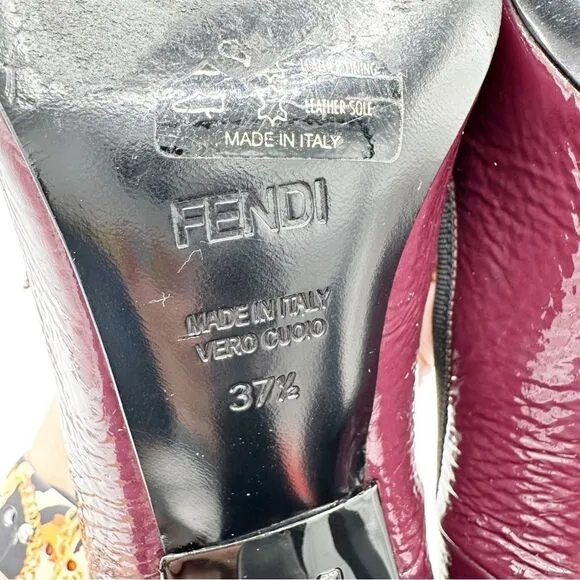 LEATHER LINING
LEATHER SOLE
MADE IN ITALY
FENDI
MADE IN ITALY
VERO CUOIO
37½